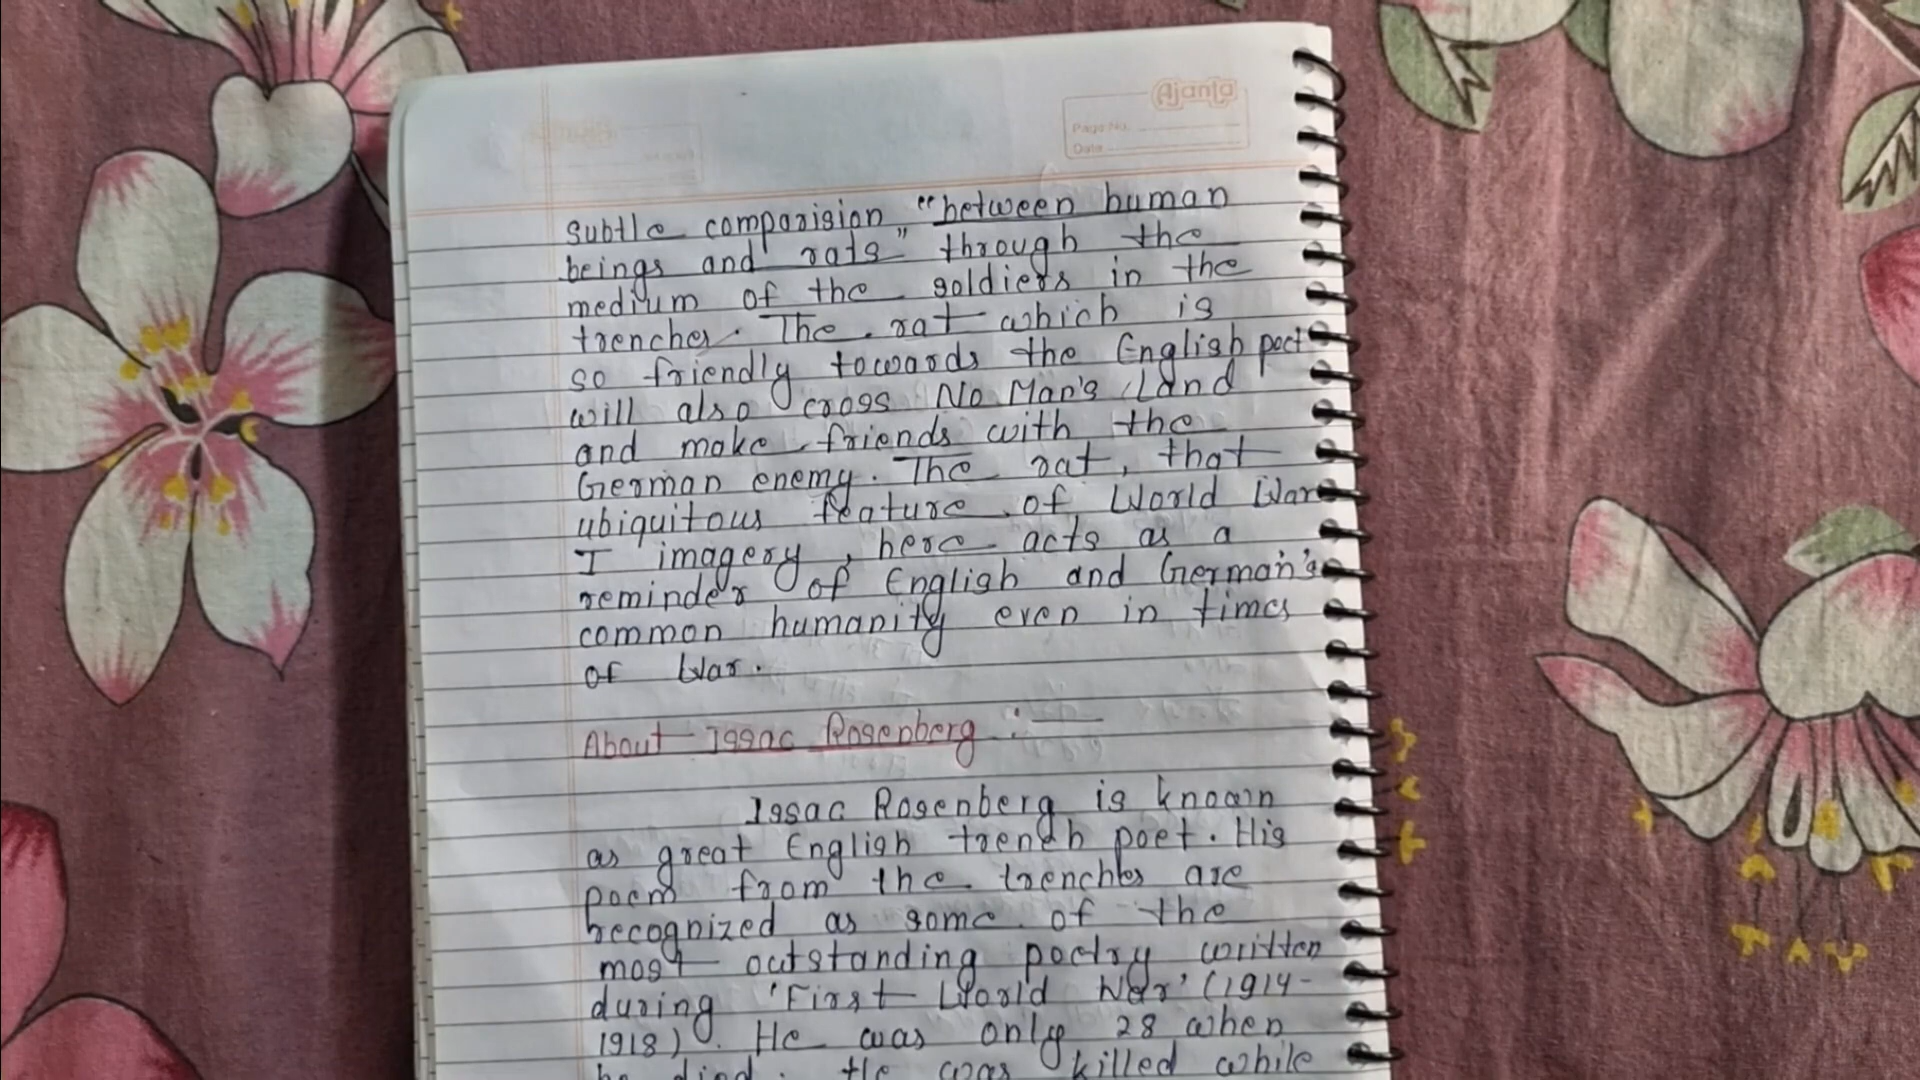 Ajanta
Page No.
Date
subtle comparision "between human
beings and rats" through the
medium of the soldiers in the
trenches. The rat which is
so friendly towards the English poet
will also cross No Man's Land
and make friends with the
German enemy. The rat, that
ubiquitous feature of World War
I imagery, here acts as a
reminder of English and German's
common humanity even in times
of War.
About Issac Rosenberg :-
Issac Rosenberg is known
as great English trench poet. His
poem from the trenches are
recognized as some of the
most outstanding poetry written
during 'First World War' (1914-
1918). He was only 28 when
he died. He was killed while